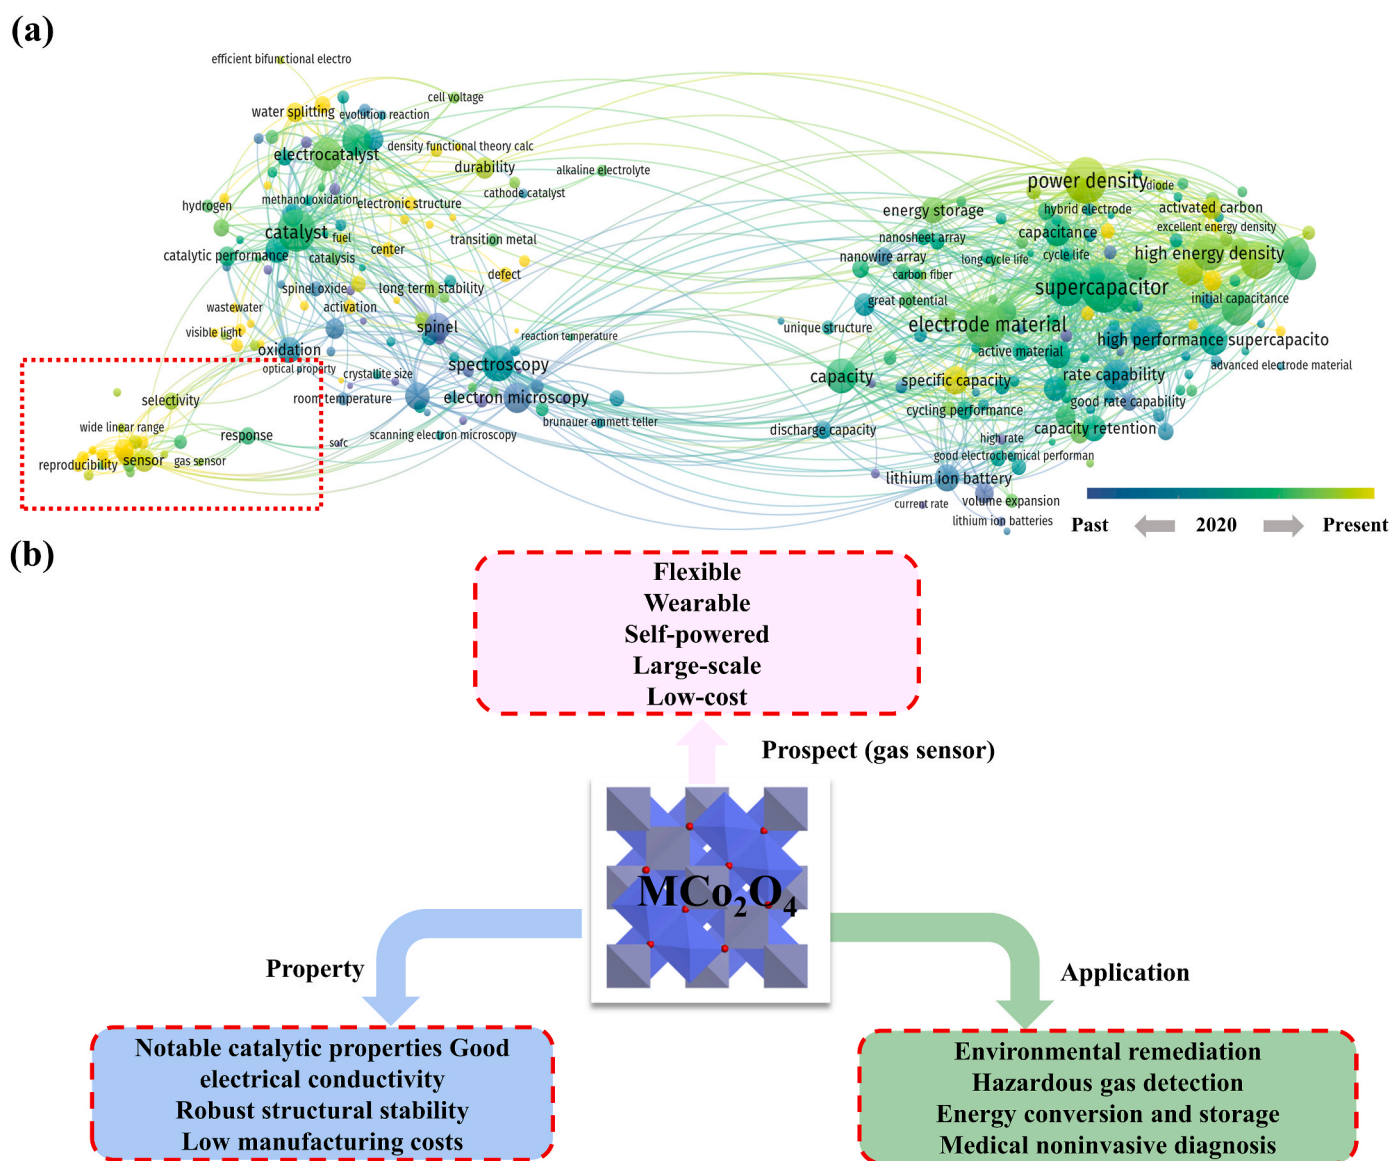 (a)
efficient bifunctional electro
cell voltage
water splitting
evolution reaction
electrocatalyst
density functional theory calc
durability
alkaline electrolyte
cathode catalyst
methanol oxidation
electronic structure
hydrogen
catalyst
fuel
center
transition metal
catalytic performance
catalysis
defect
spinel oxide
long term stability
wastewater
activation
visible light
spinel
reaction temperature
oxidation
optical property
crystallite size
spectroscopy
room temperature
electron microscopy
brunauer emmett teller
scanning electron microscopy
sofc
selectivity
wide linear range
response
reproducibility
sensor
gas sensor
power density
diode
energy storage
hybrid electrode
activated carbon
excellent energy density
nanosheet array
capacitance
nanowire array
long cycle life
cycle life
high energy density
carbon fiber
supercapacitor
great potential
initial capacitance
unique structure
electrode material
active material
high performance supercapacito
advanced electrode material
capacity
specific capacity
rate capability
cycling performance
good rate capability
discharge capacity
high rate
capacity retention
good electrochemical performan
lithium ion battery
current rate
volume expansion
lithium ion batteries
Past
2020
Present
(b)
Flexible
Wearable
Self-powered
Large-scale
Low-cost
Prospect (gas sensor)
MCo₂O₄
Property
Application
Notable catalytic properties Good
electrical conductivity
Robust structural stability
Low manufacturing costs
Environmental remediation
Hazardous gas detection
Energy conversion and storage
Medical noninvasive diagnosis